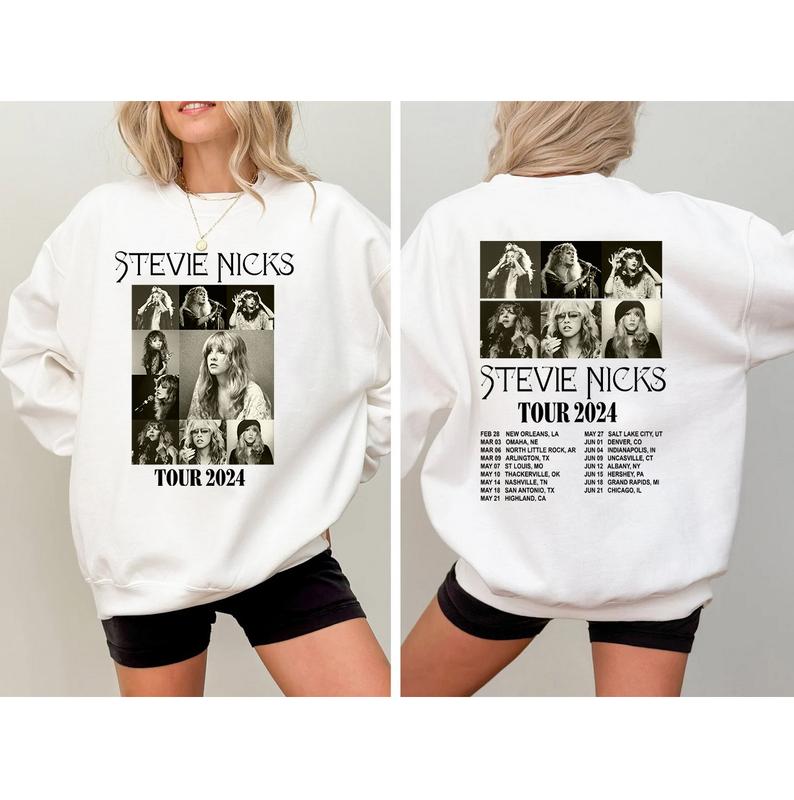 STEVIE NICKS
TOUR 2024
STEVIE NICKS
TOUR 2024
FEB 28 NEW ORLEANS, LA
MAR 03 OMAHA, NE
MAR 06 NORTH LITTLE ROCK, AR
MAR 09 ARLINGTON, TX
MAY 07 ST LOUIS, MO
MAY 10 THACKERVILLE, OK
MAY 14 NASHVILLE, TN
MAY 18 SAN ANTONIO, TX
MAY 21 HIGHLAND, CA
MAY 27 SALT LAKE CITY, UT
JUN 01 DENVER, CO
JUN 04 INDIANAPOLIS, IN
JUN 09 UNCASVILLE, CT
JUN 12 ALBANY, NY
JUN 15 HERSHEY, PA
JUN 18 GRAND RAPIDS, MI
JUN 21 CHICAGO, IL